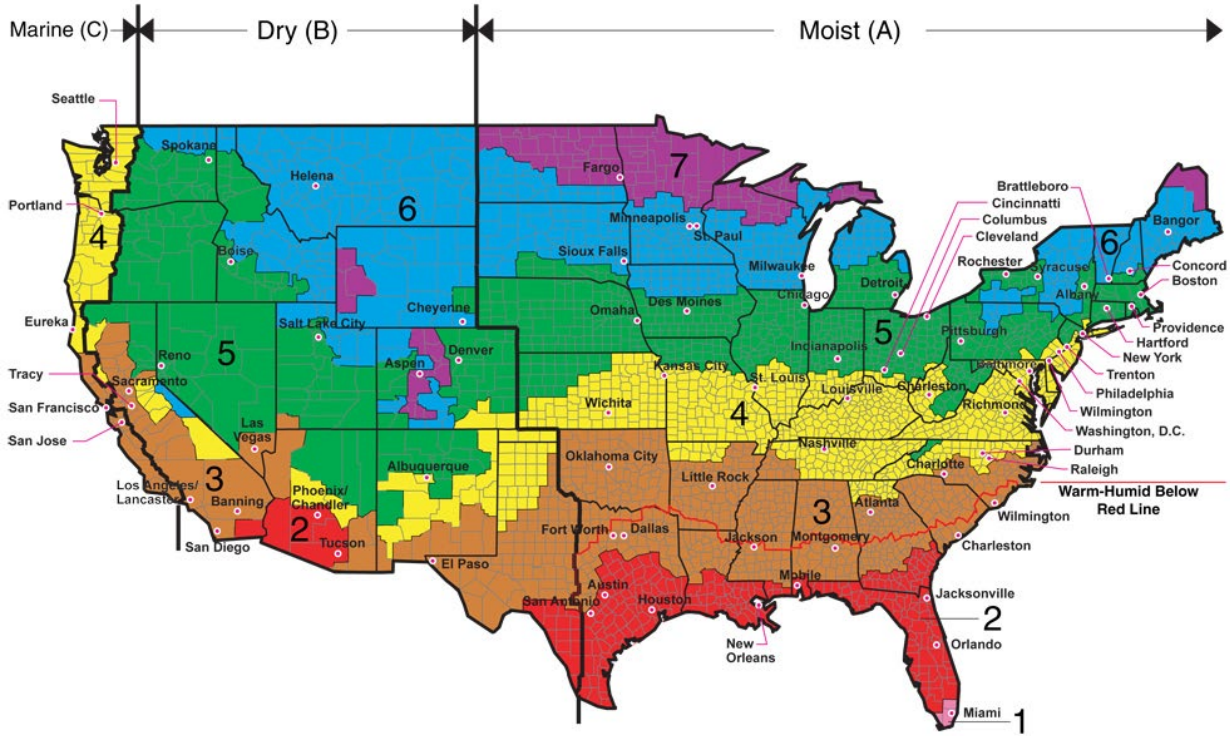 Marine (C)
Dry (B)
Moist (A)
Seattle
Spokane
Helena
Fargo
7
Portland
4
6
Minneapolis
St. Paul
Brattleboro
Cincinnatti
Columbus
Cleveland
Bangor
6
Boise
Sioux Falls
Milwaukee
Rochester
Syracuse
Concord
Boston
Detroit
Albany
Cheyenne
Chicago
Des Moines
Omaha
Eureka
Salt Lake City
5
5
Pittsburgh
Providence
Hartford
New York
Reno
Denver
Indianapolis
Trenton
Tracy
Aspen
Baltimore
Philadelphia
Sacramento
Kansas City
St. Louis
Louisville
Charleston
Wilmington
San Francisco
Wichita
4
Richmond
Washington, D.C.
San Jose
Las
Vegas
Nashville
Durham
Oklahoma City
Albuquerque
Charlotte
Raleigh
3
Los Angeles/
Lancaster
Banning
Phoenix/
Chandler
Little Rock
Atlanta
Warm-Humid Below
Red Line
2
3
Wilmington
San Diego
Tucson
Fort Worth
Dallas
Jackson
Montgomery
Charleston
El Paso
Austin
Mobile
San Antonio
Houston
Jacksonville
2
New
Orleans
Orlando
Miami
1